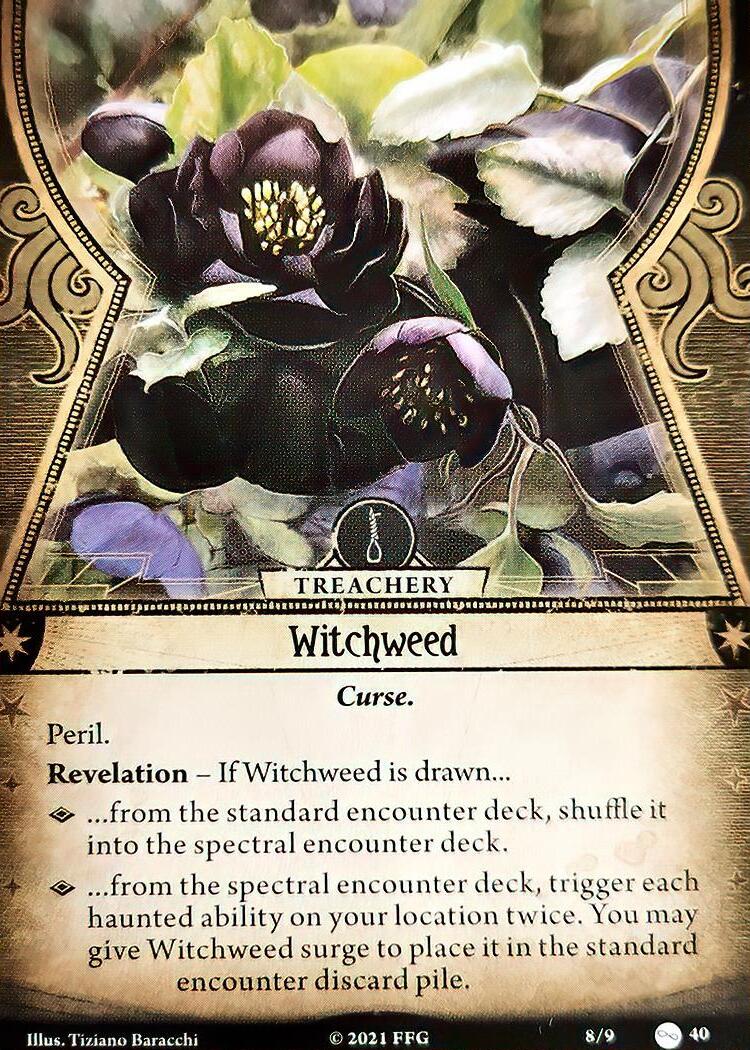 TREACHERY
Witchweed
Curse.
Peril.
Revelation – If Witchweed is drawn...
...from the standard encounter deck, shuffle it
into the spectral encounter deck.
...from the spectral encounter deck, trigger each
haunted ability on your location twice. You may
give Witchweed surge to place it in the standard
encounter discard pile.
Illus. Tiziano Baracchi © 2021 FFG 8/9 40